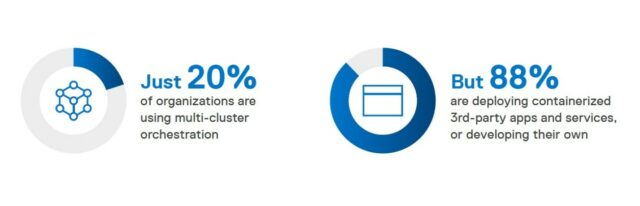 Just 20%
of organizations are
using multi-cluster
orchestration
But 88%
are deploying containerized
3rd-party apps and services,
or developing their own